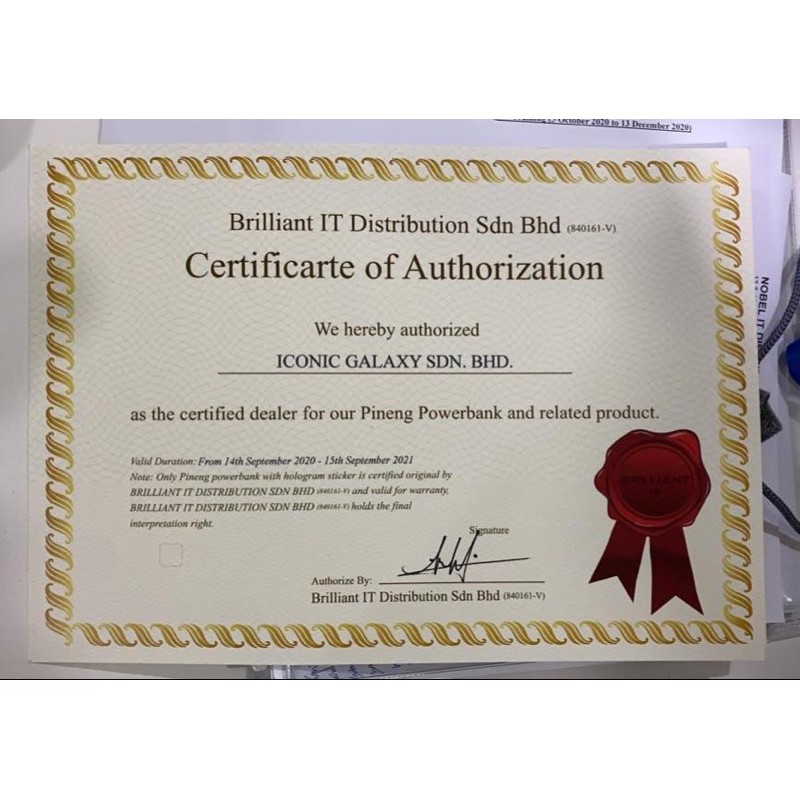 October 2020 to 13 December 2020)
Brilliant IT Distribution Sdn Bhd (840161-V)
Certificarte of Authorization
We hereby authorized
ICONIC GALAXY SDN. BHD.
as the certified dealer for our Pineng Powerbank and related product.
Valid Duration: From 14th September 2020 - 15th September 2021
Note: Only Pineng powerbank with hologram sticker is certified original by
BRILLIANT IT DISTRIBUTION SDN BHD (840161-V) and valid for warranty,
BRILLIANT IT DISTRIBUTION SDN BHD (840161-V) holds the final
interpretation right.
Signature
Authorize By:
Brilliant IT Distribution Sdn Bhd (840161-V)
BRILLIANT
IT
NOBEL IT